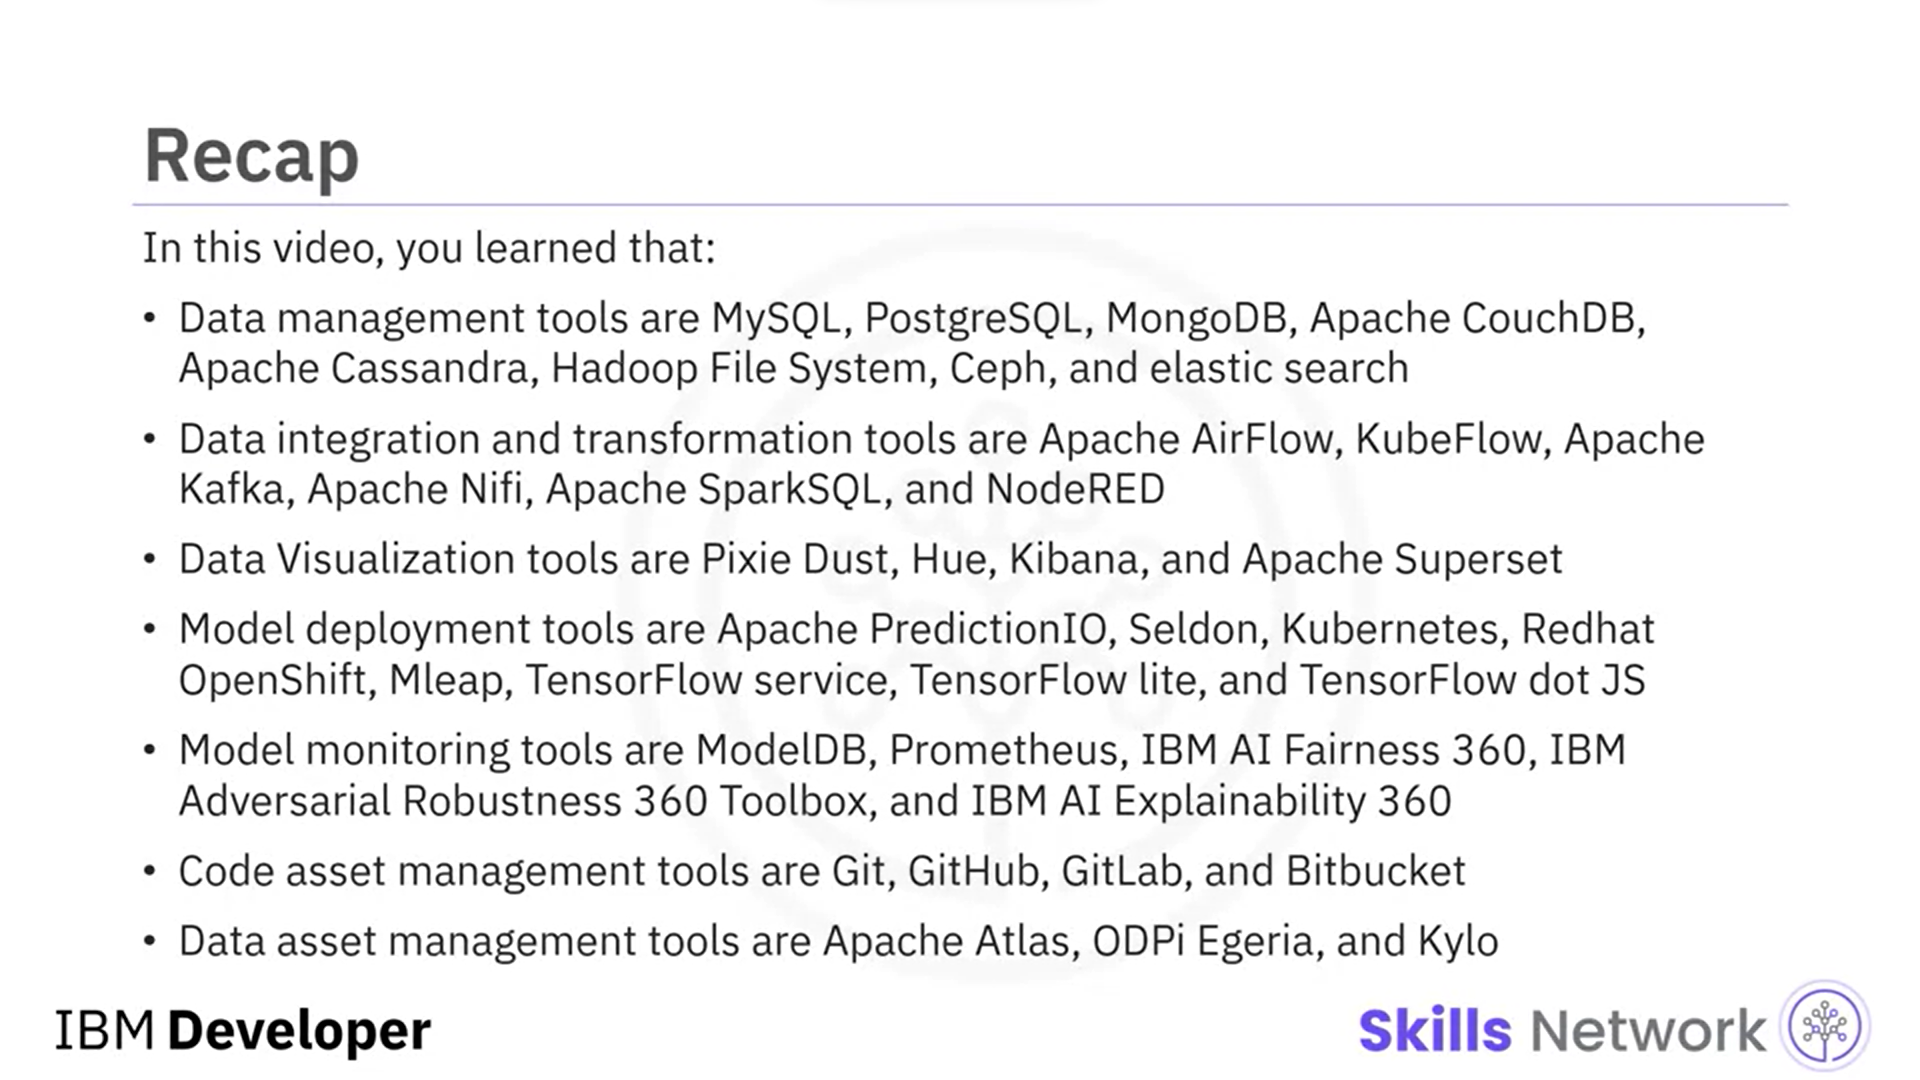 Recap
In this video, you learned that:
• Data management tools are MySQL, PostgreSQL, MongoDB, Apache CouchDB,
Apache Cassandra, Hadoop File System, Ceph, and elastic search
• Data integration and transformation tools are Apache AirFlow, KubeFlow, Apache
Kafka, Apache Nifi, Apache SparkSQL, and NodeRED
• Data Visualization tools are Pixie Dust, Hue, Kibana, and Apache Superset
• Model deployment tools are Apache PredictionIO, Seldon, Kubernetes, Redhat
OpenShift, Mleap, TensorFlow service, TensorFlow lite, and TensorFlow dot JS
• Model monitoring tools are ModelDB, Prometheus, IBM AI Fairness 360, IBM
Adversarial Robustness 360 Toolbox, and IBM AI Explainability 360
• Code asset management tools are Git, GitHub, GitLab, and Bitbucket
• Data asset management tools are Apache Atlas, ODPi Egeria, and Kylo
IBM Developer
Skills Network